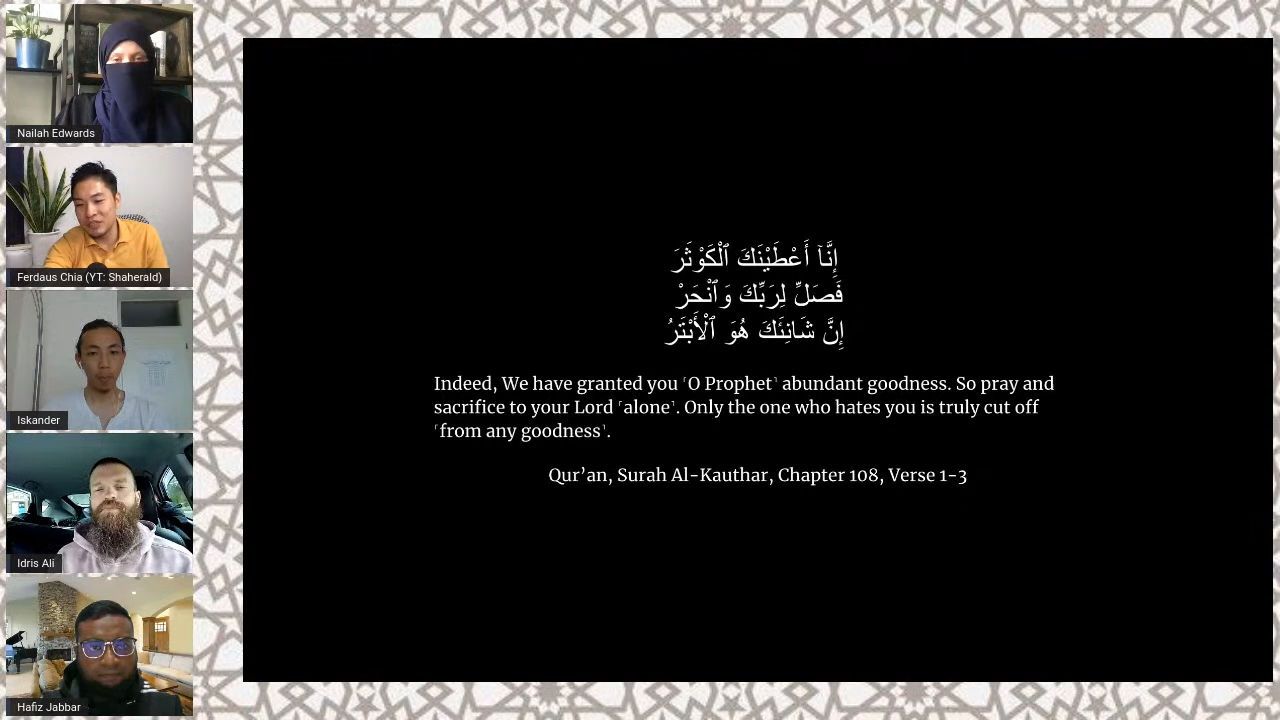 Nailah Edwards
Ferdaus Chia (YT: Shaherald)
Iskander
Idris Ali
Hafiz Jabbar
إِنَّآ أَعْطَيْنَٰكَ ٱلْكَوْثَرَ
فَصَلِّ لِرَبِّكَ وَٱنْحَرْ
إِنَّ شَانِئَكَ هُوَ ٱلْأَبْتَرُ
Indeed, We have granted you ˹O Prophet˺ abundant goodness. So pray and
sacrifice to your Lord ˹alone˺. Only the one who hates you is truly cut off
˹from any goodness˺.
Qur’an, Surah Al-Kauthar, Chapter 108, Verse 1-3